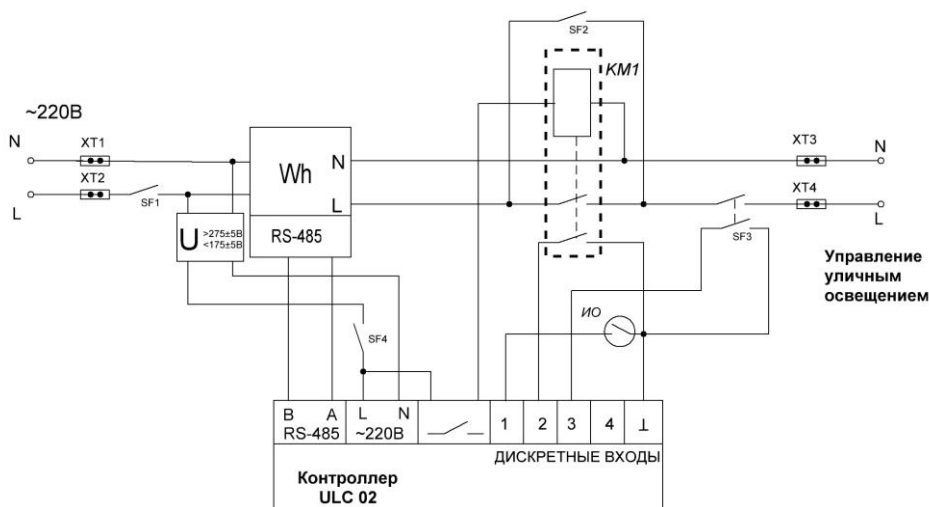 SF2
KM1
~220В
N
XT1
L
XT2
SF1
U >275±5В
<175±5В
Wh
N
L
RS-485
XT3
N
XT4
L
SF3
Управление
уличным
освещением
ИО
SF4
B A L N 1 2 3 4 ⊥
RS-485 ~220В
ДИСКРЕТНЫЕ ВХОДЫ
Контроллер
ULC 02